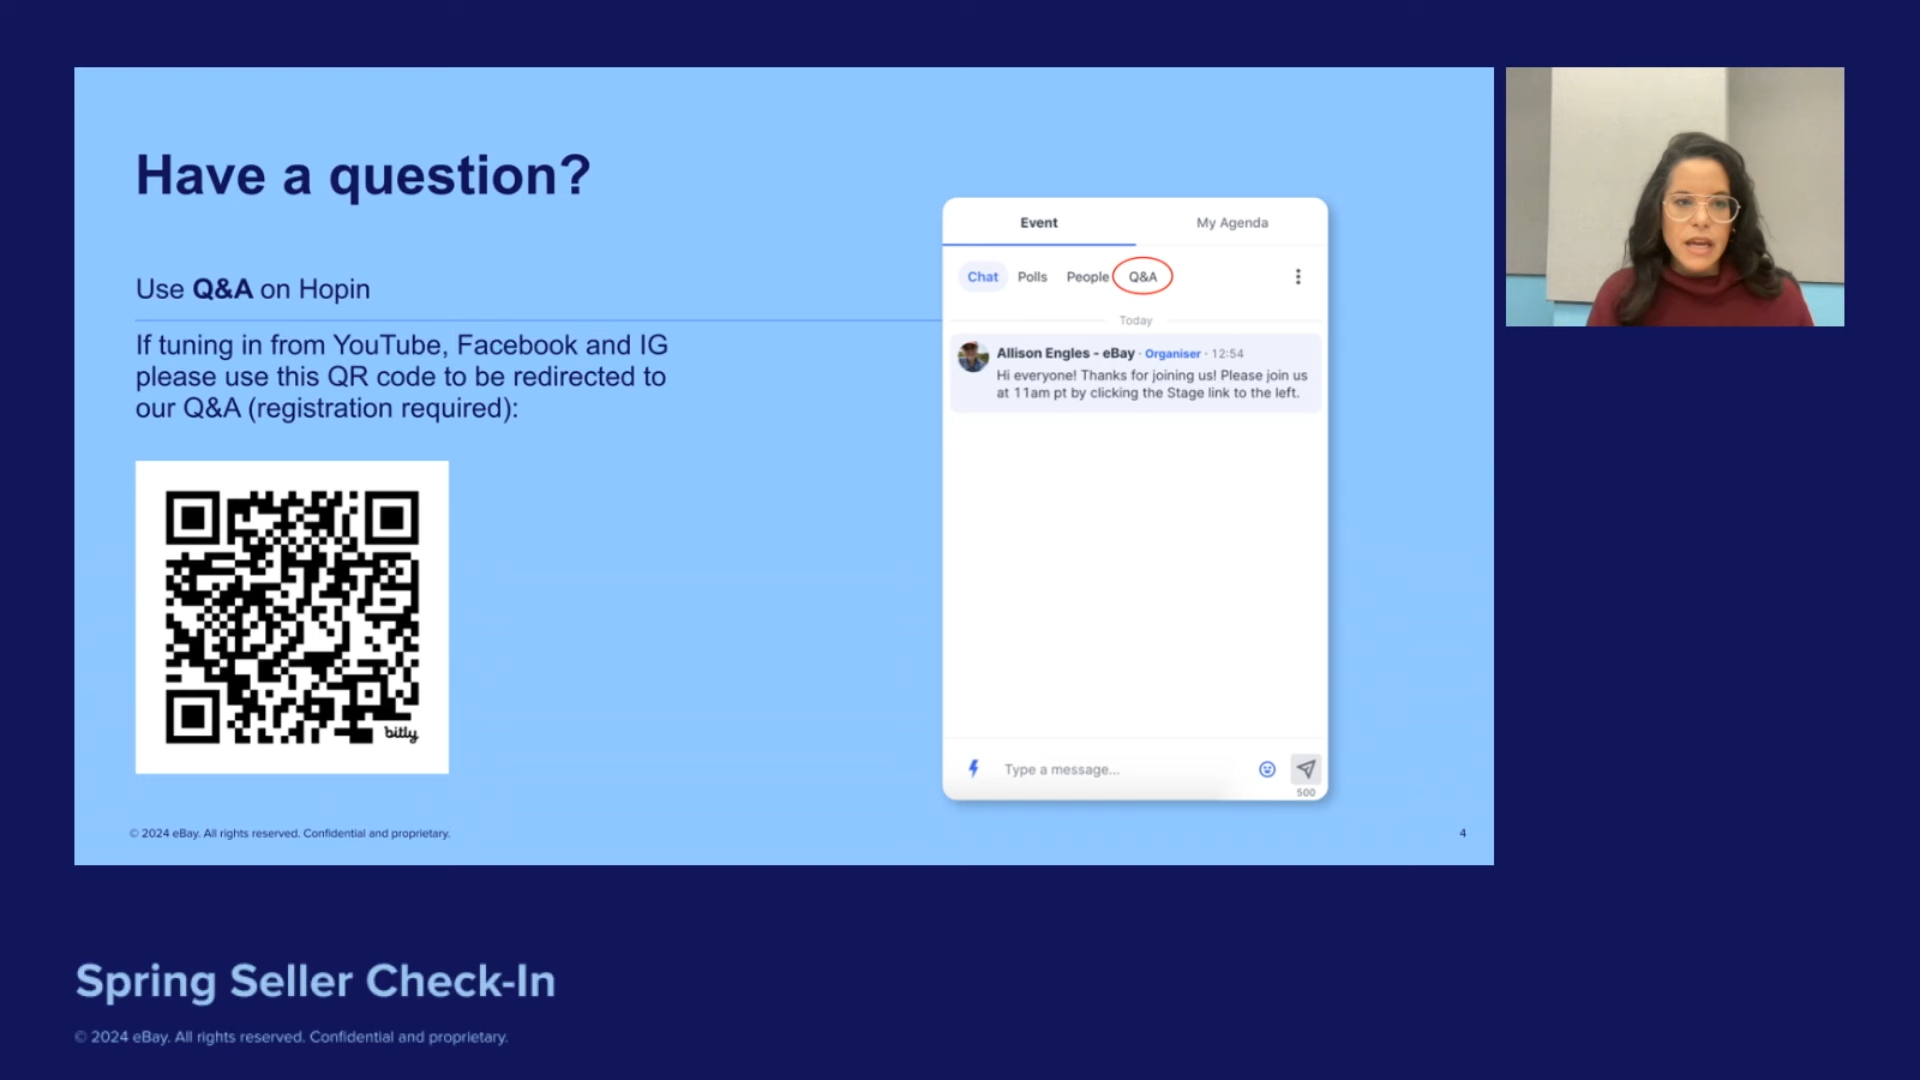 Have a question?
Use Q&A on Hopin
If tuning in from YouTube, Facebook and IG
please use this QR code to be redirected to
our Q&A (registration required):
bitly
Event
My Agenda
Chat
Polls
People
Q&A
Today
Allison Engles - eBay · Organiser · 12:54
Hi everyone! Thanks for joining us! Please join us
at 11am pt by clicking the Stage link to the left.
Type a message...
500
© 2024 eBay. All rights reserved. Confidential and proprietary.
4
Spring Seller Check-In
© 2024 eBay. All rights reserved. Confidential and proprietary.